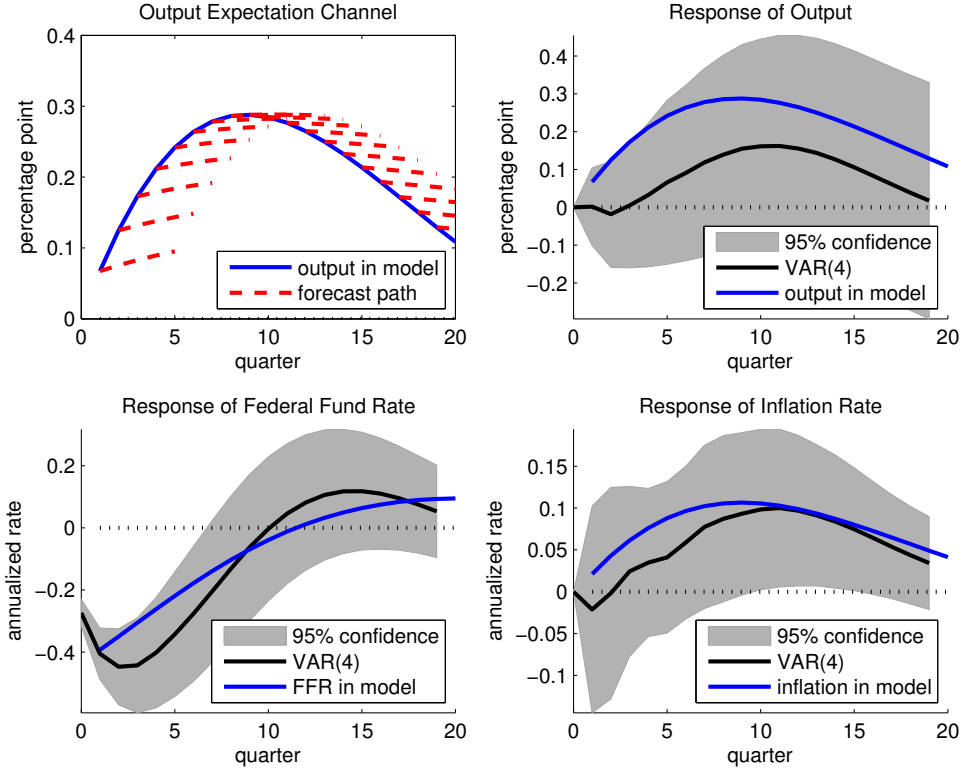 Output Expectation Channel
0.4
0.3
0.2
0.1
0
percentage point
0
5
10
15
20
quarter
output in model
forecast path
Response of Output
0.4
0.3
0.2
0.1
0
−0.1
−0.2
percentage point
0
5
10
15
20
quarter
95% confidence
VAR(4)
output in model
Response of Federal Fund Rate
0.2
0
−0.2
−0.4
annualized rate
0
5
10
15
20
quarter
95% confidence
VAR(4)
FFR in model
Response of Inflation Rate
0.15
0.1
0.05
0
−0.05
−0.1
annualized rate
0
5
10
15
20
quarter
95% confidence
VAR(4)
inflation in model